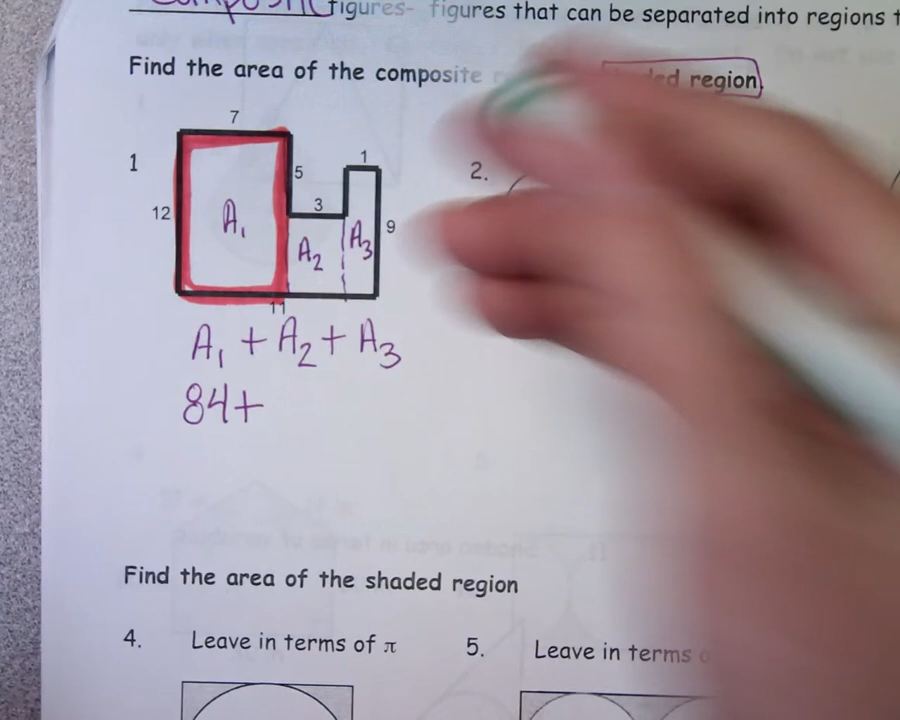 figures- figures that can be separated into regions
Find the area of the composite region
7
1
5
1
2.
12
3
9
A1
A2
A3
11
A1 + A2 + A3
84+
Find the area of the shaded region
4. Leave in terms of π
5. Leave in terms